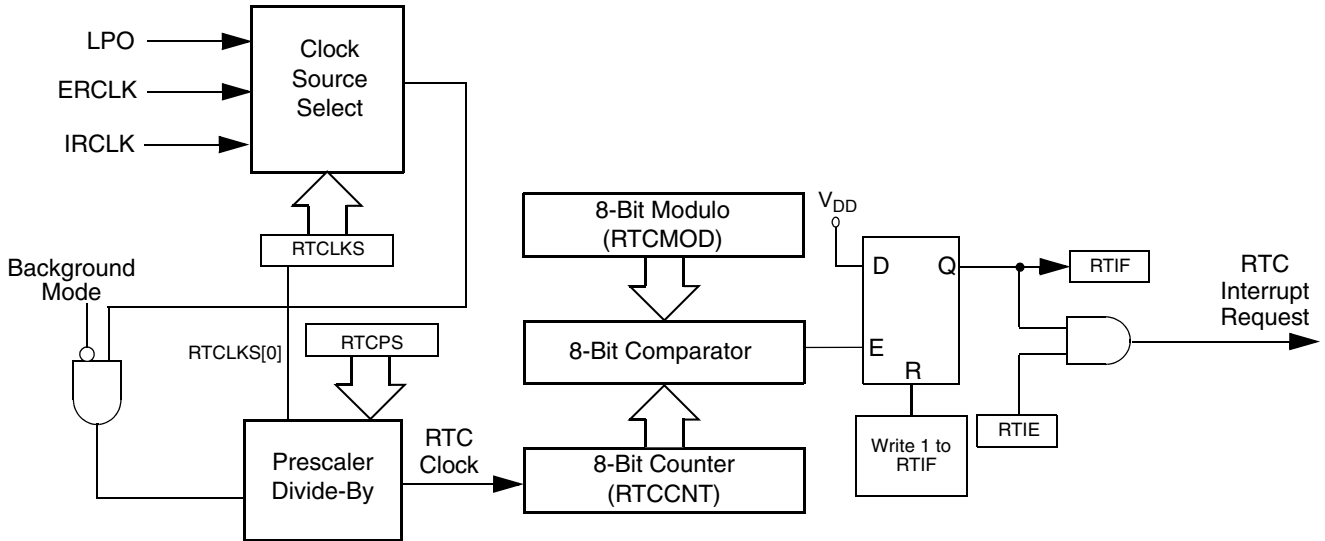 LPO
ERCLK
IRCLK
Clock
Source
Select
RTCLKS
Background
Mode
RTCLKS[0]
RTCPS
Prescaler
Divide-By
RTC
Clock
8-Bit Modulo
(RTCMOD)
8-Bit Comparator
8-Bit Counter
(RTCCNT)
VDD
D
Q
E
R
Write 1 to
RTIF
RTIF
RTIE
RTC
Interrupt
Request